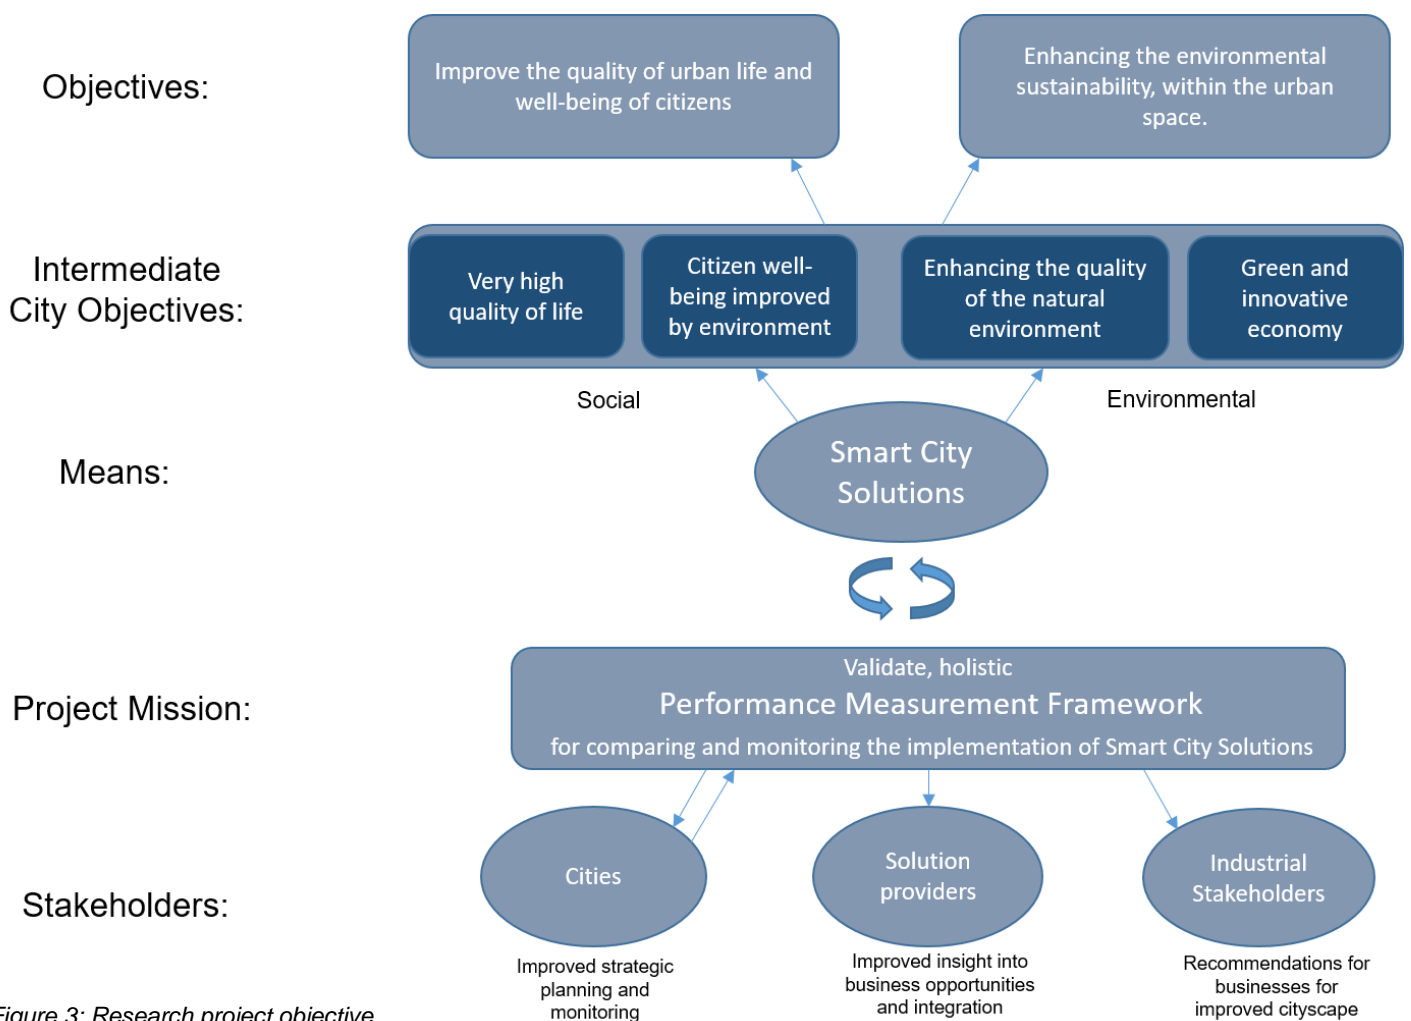 Objectives:
Improve the quality of urban life and
well-being of citizens
Enhancing the environmental
sustainability, within the urban
space.
Intermediate
City Objectives:
Very high
quality of life
Citizen well-
being improved
by environment
Enhancing the quality
of the natural
environment
Green and
innovative
economy
Social
Environmental
Means:
Smart City
Solutions
Project Mission:
Validate, holistic
Performance Measurement Framework
for comparing and monitoring the implementation of Smart City Solutions
Stakeholders:
Cities
Solution
providers
Industrial
Stakeholders
Improved strategic
planning and
monitoring
Improved insight into
business opportunities
and integration
Recommendations for
businesses for
improved cityscape
Figure 3: Research project objective